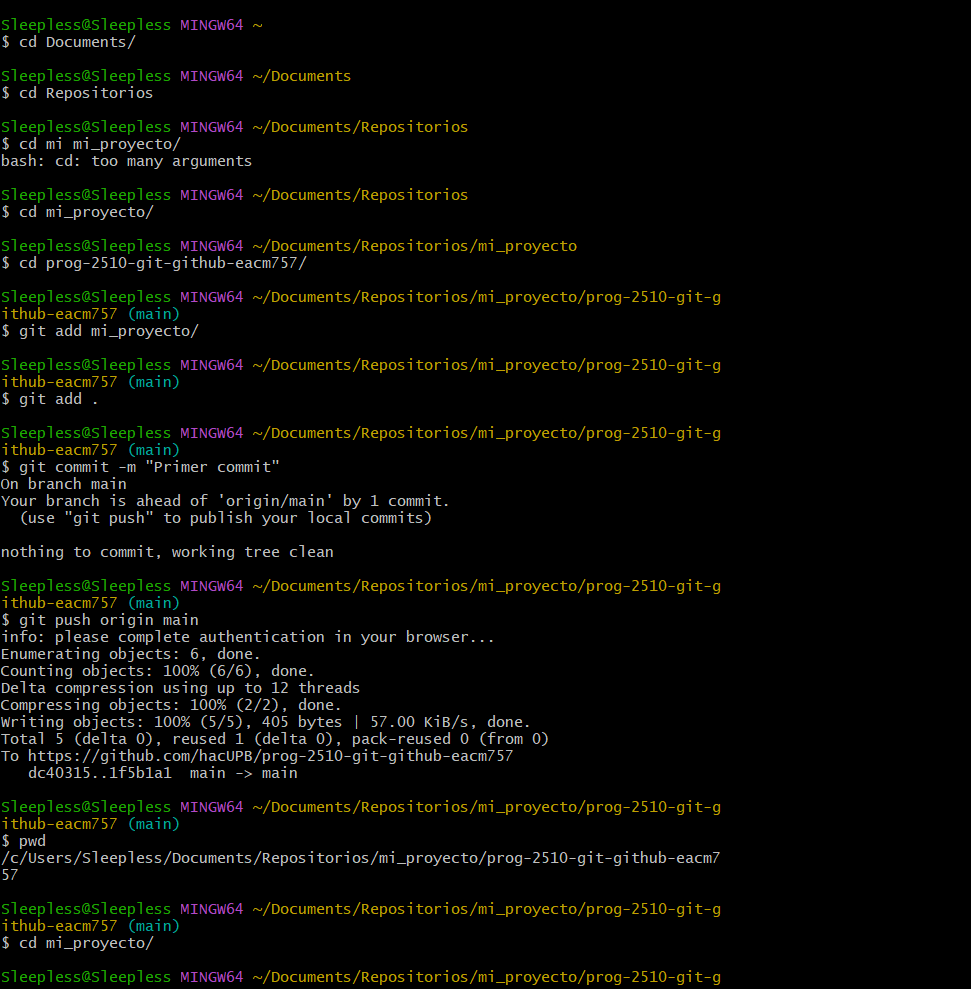 Sleepless@Sleepless MINGW64 ~
$ cd Documents/
Sleepless@Sleepless MINGW64 ~/Documents
$ cd Repositorios
Sleepless@Sleepless MINGW64 ~/Documents/Repositorios
$ cd mi mi_proyecto/
bash: cd: too many arguments
Sleepless@Sleepless MINGW64 ~/Documents/Repositorios
$ cd mi_proyecto/
Sleepless@Sleepless MINGW64 ~/Documents/Repositorios/mi_proyecto
$ cd prog-2510-git-github-eacm757/
Sleepless@Sleepless MINGW64 ~/Documents/Repositorios/mi_proyecto/prog-2510-git-g
ithub-eacm757 (main)
$ git add mi_proyecto/
Sleepless@Sleepless MINGW64 ~/Documents/Repositorios/mi_proyecto/prog-2510-git-g
ithub-eacm757 (main)
$ git add .
Sleepless@Sleepless MINGW64 ~/Documents/Repositorios/mi_proyecto/prog-2510-git-g
ithub-eacm757 (main)
$ git commit -m "Primer commit"
On branch main
Your branch is ahead of 'origin/main' by 1 commit.
  (use "git push" to publish your local commits)
nothing to commit, working tree clean
Sleepless@Sleepless MINGW64 ~/Documents/Repositorios/mi_proyecto/prog-2510-git-g
ithub-eacm757 (main)
$ git push origin main
info: please complete authentication in your browser...
Enumerating objects: 6, done.
Counting objects: 100% (6/6), done.
Delta compression using up to 12 threads
Compressing objects: 100% (2/2), done.
Writing objects: 100% (5/5), 405 bytes | 57.00 KiB/s, done.
Total 5 (delta 0), reused 1 (delta 0), pack-reused 0 (from 0)
To https://github.com/hacUPB/prog-2510-git-github-eacm757
   dc40315..1f5b1a1  main -> main
Sleepless@Sleepless MINGW64 ~/Documents/Repositorios/mi_proyecto/prog-2510-git-g
ithub-eacm757 (main)
$ pwd
/c/Users/Sleepless/Documents/Repositorios/mi_proyecto/prog-2510-git-github-eacm7
57
Sleepless@Sleepless MINGW64 ~/Documents/Repositorios/mi_proyecto/prog-2510-git-g
ithub-eacm757 (main)
$ cd mi_proyecto/
Sleepless@Sleepless MINGW64 ~/Documents/Repositorios/mi_proyecto/prog-2510-git-g